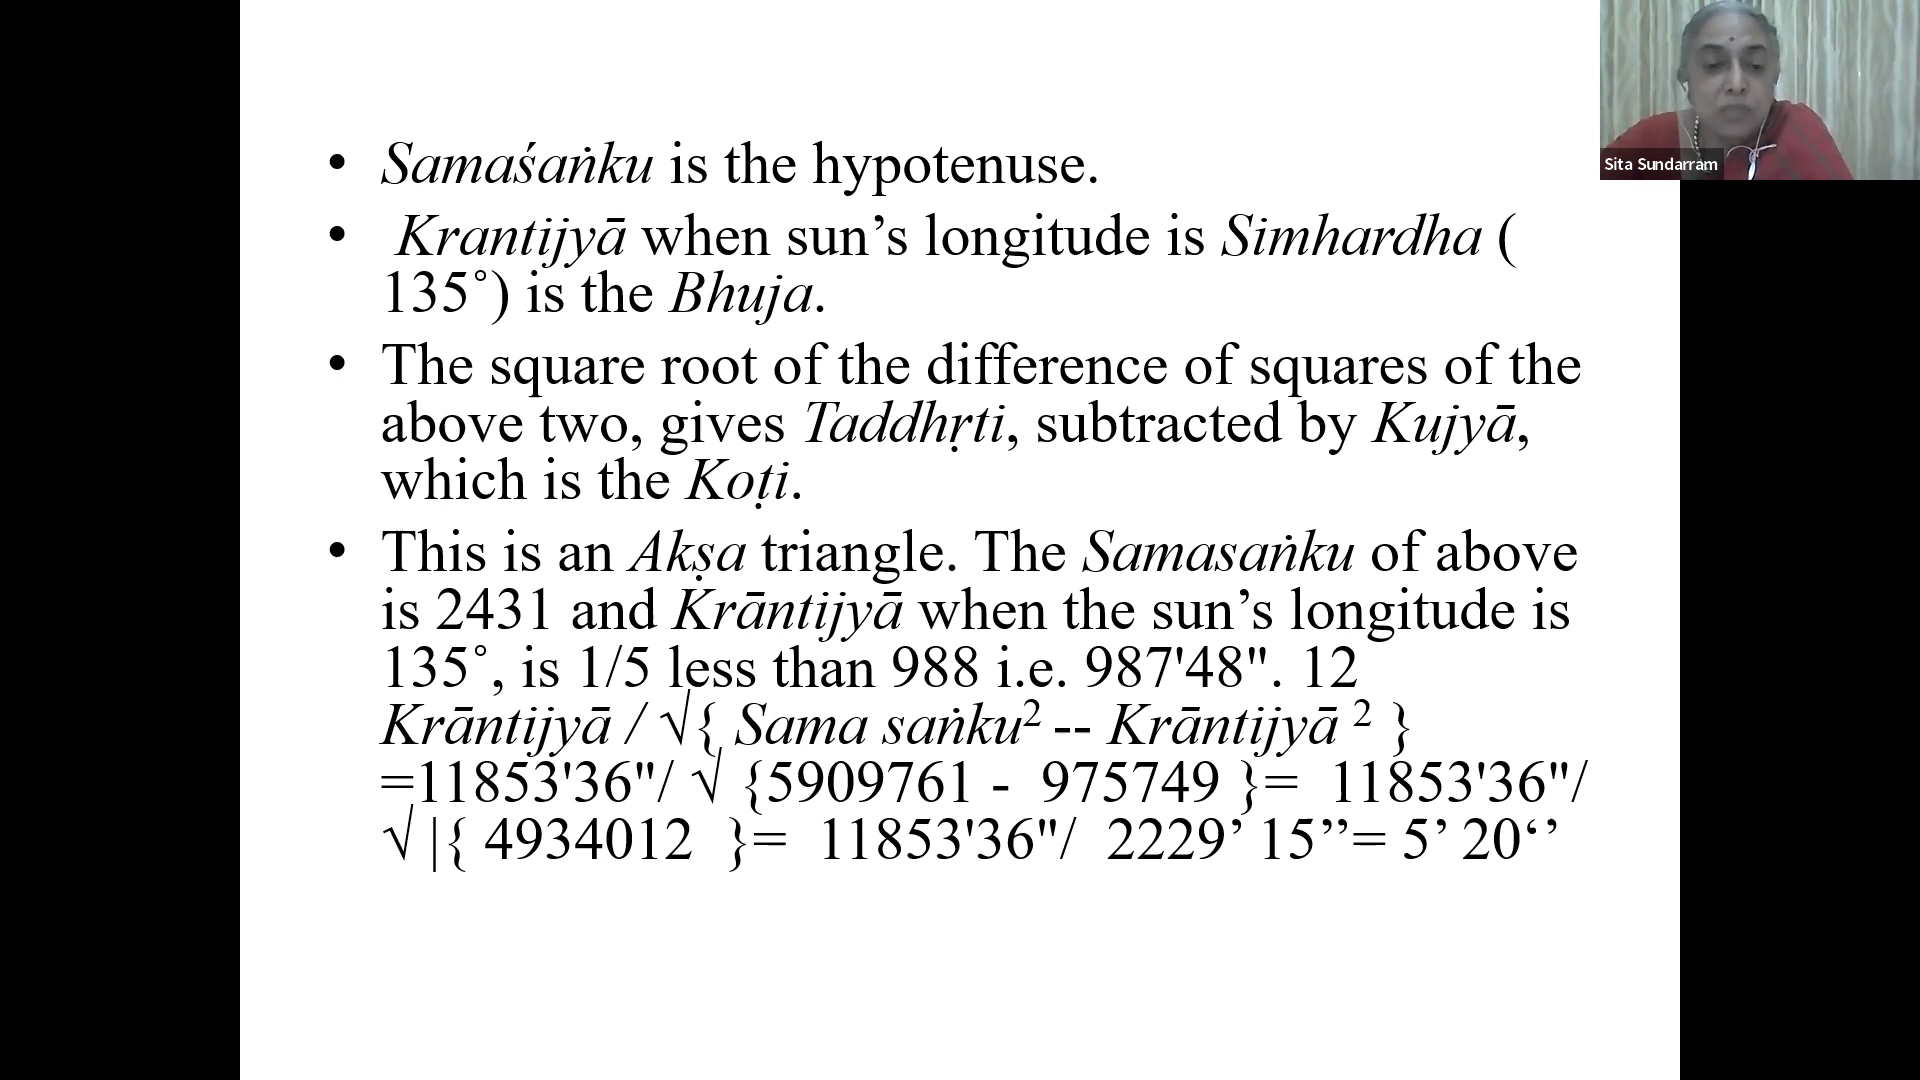 • Samaśaṅku is the hypotenuse.
• Krantijyā when sun’s longitude is Simhardha (
135˚) is the Bhuja.
• The square root of the difference of squares of the
above two, gives Taddhṛti, subtracted by Kujyā,
which is the Koṭi.
• This is an Akṣa triangle. The Samasaṅku of above
is 2431 and Krāntijyā when the sun’s longitude is
135˚, is 1/5 less than 988 i.e. 987'48". 12
Krāntijyā / √{ Sama saṅku² -- Krāntijyā ² }
=11853'36"/ √ {5909761 - 975749 }= 11853'36"/
√ |{ 4934012 }= 11853'36"/ 2229’ 15”= 5’ 20‘’
Sita Sundarram